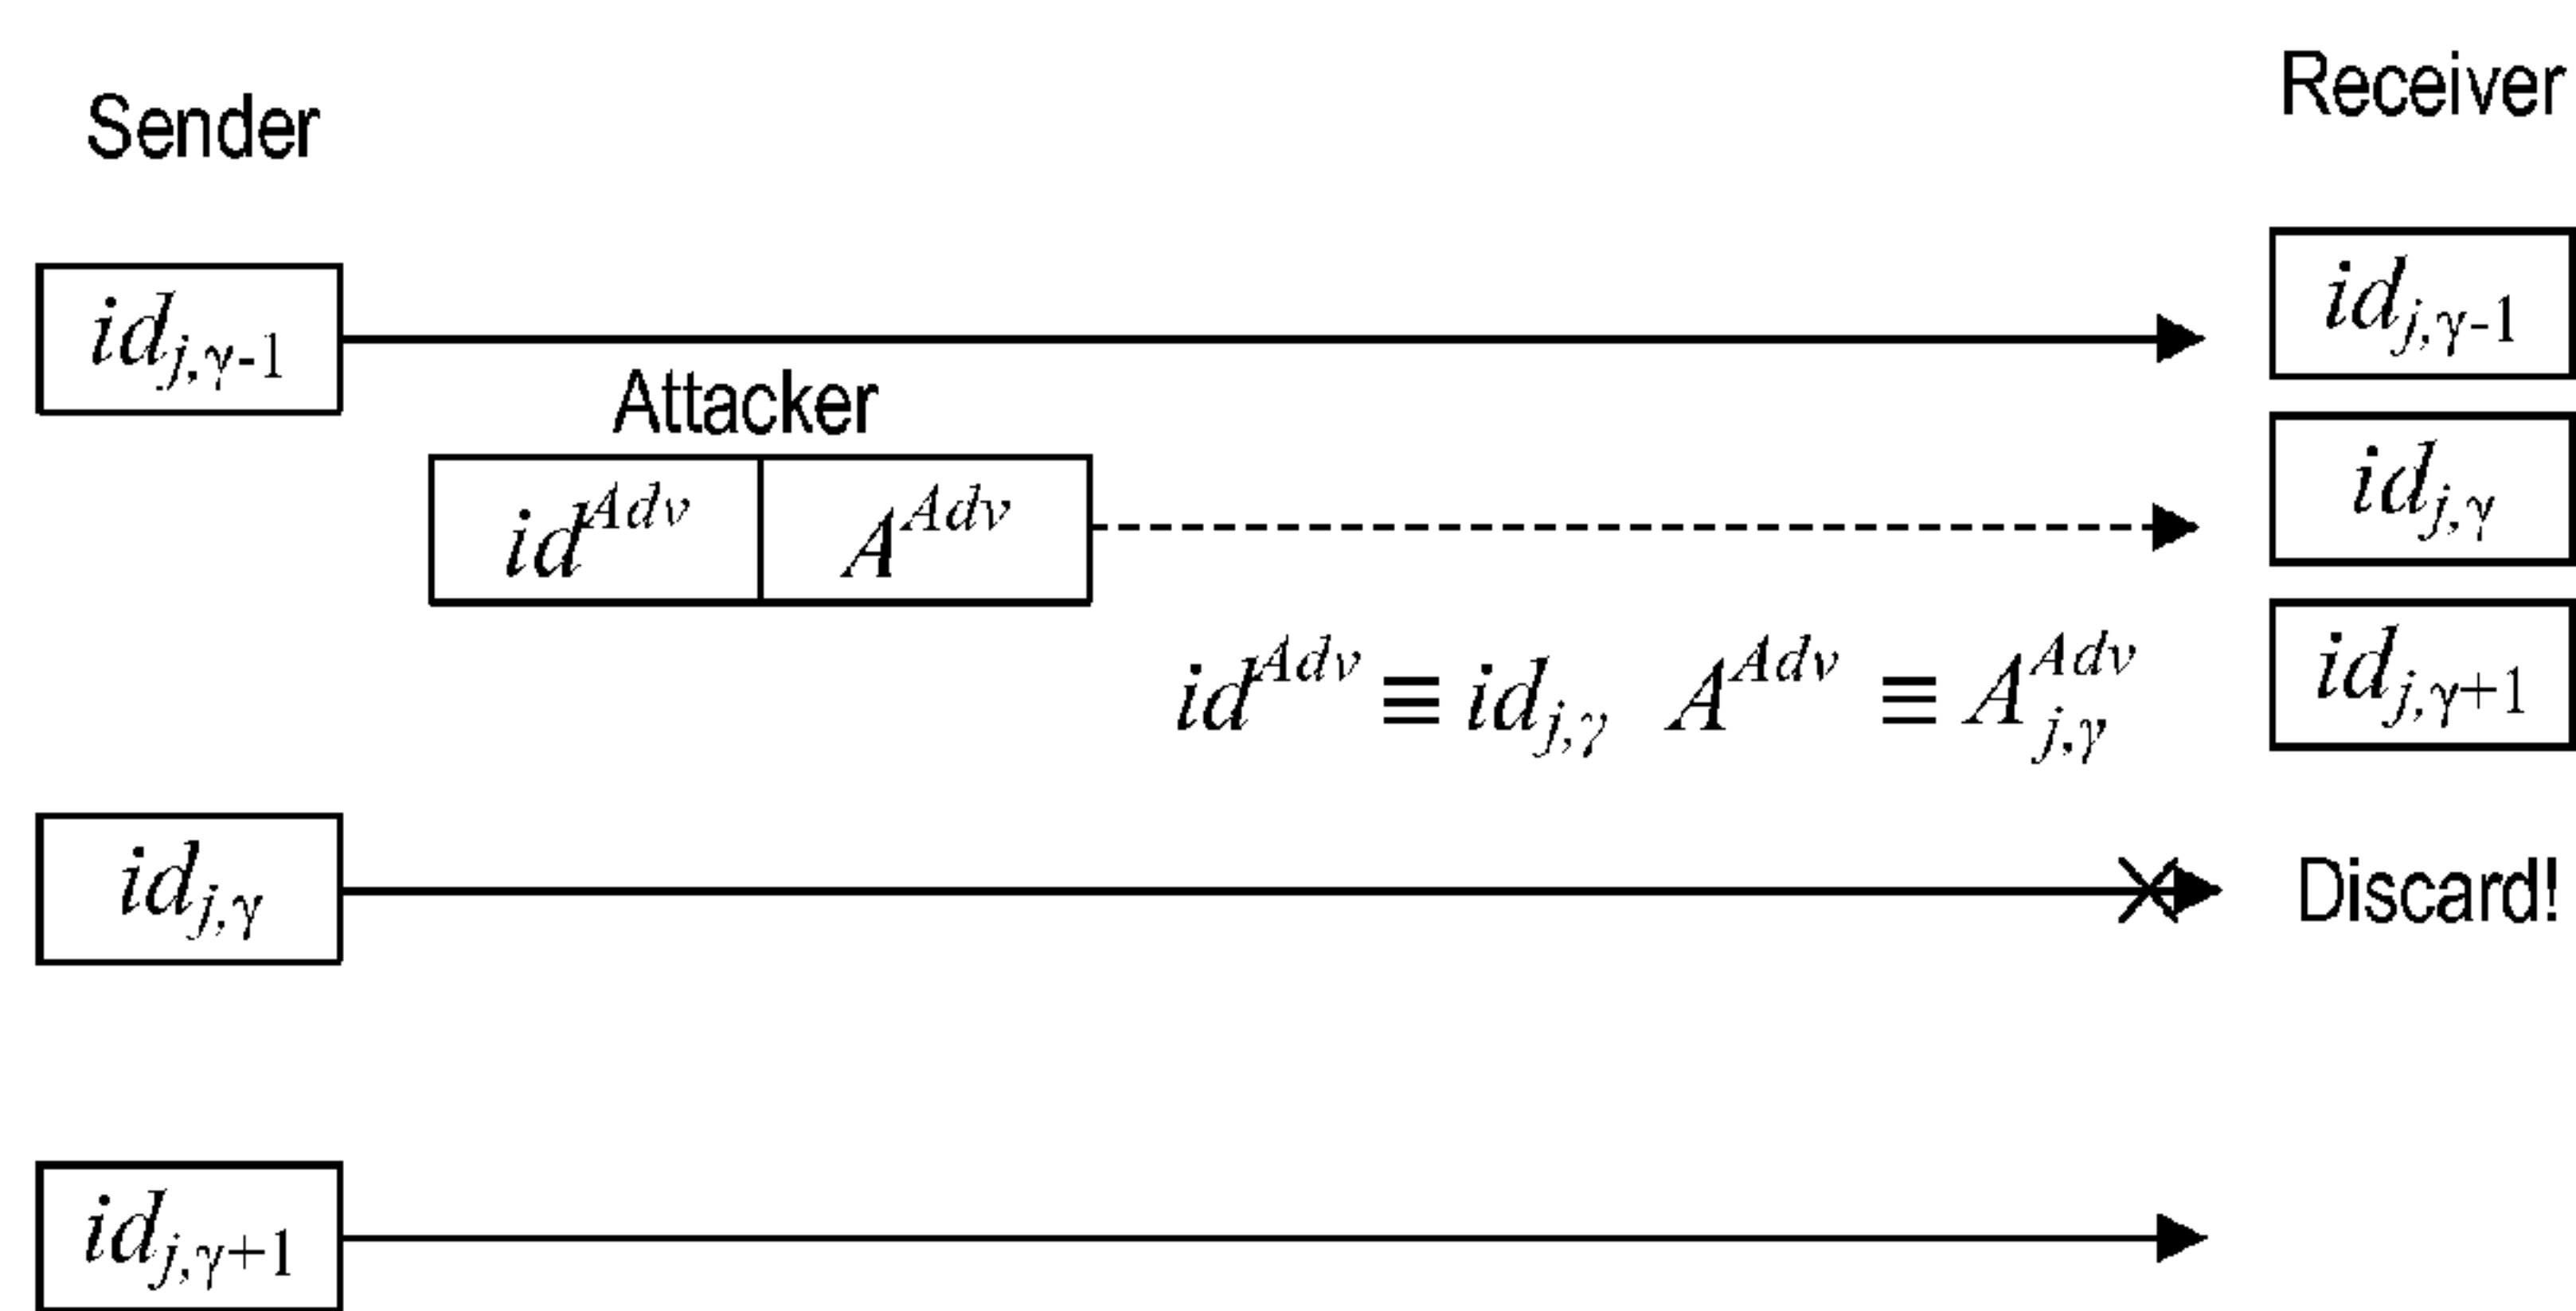 Sender
Receiver
id_{j,γ-1}
id_{j,γ-1}
Attacker
id^{Adv} A^{Adv}
id_{j,γ}
id^{Adv} ≡ id_{j,γ} A^{Adv} ≡ A^{Adv}_{j,γ}
id_{j,γ+1}
id_{j,γ}
Discard!
id_{j,γ+1}